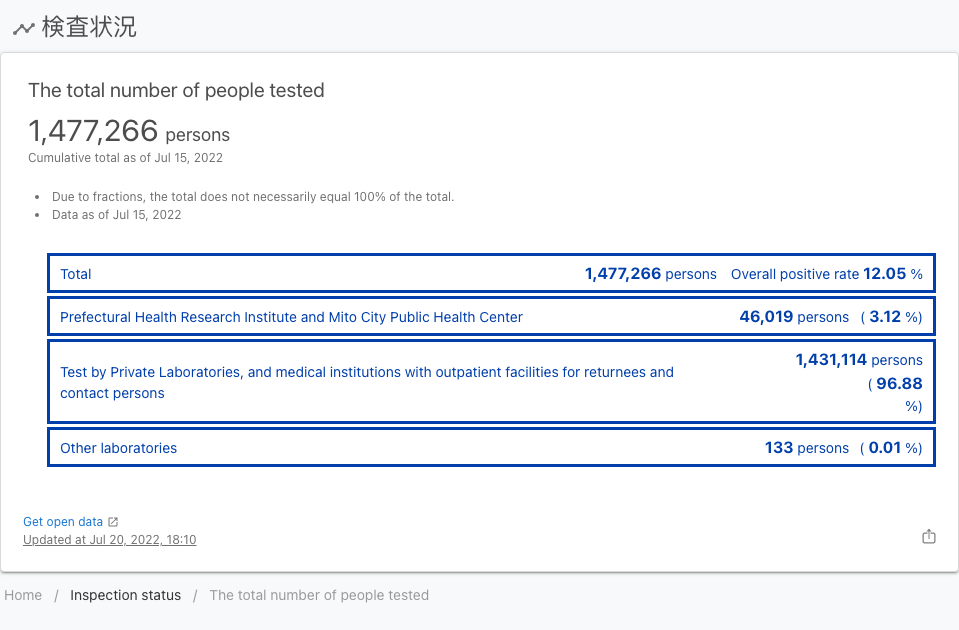 検査状況
The total number of people tested
1,477,266 persons
Cumulative total as of Jul 15, 2022
• Due to fractions, the total does not necessarily equal 100% of the total.
• Data as of Jul 15, 2022
Total 1,477,266 persons Overall positive rate 12.05 %
Prefectural Health Research Institute and Mito City Public Health Center 46,019 persons ( 3.12 %)
Test by Private Laboratories, and medical institutions with outpatient facilities for returnees and
contact persons
1,431,114 persons
( 96.88
%)
Other laboratories 133 persons ( 0.01 %)
Get open data
Updated at Jul 20, 2022, 18:10
Home / Inspection status / The total number of people tested